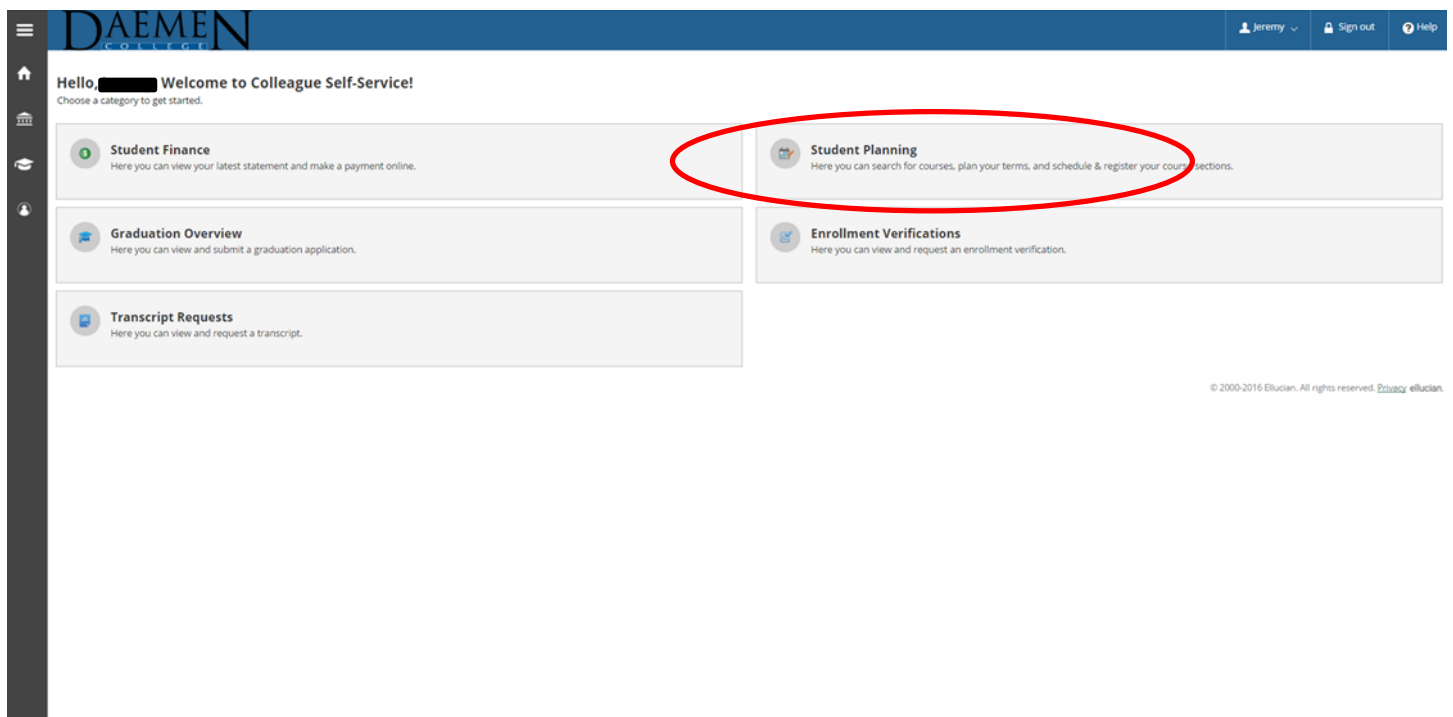 DAEMEN
COLLEGE
Jeremy
Sign out
Help
Hello, Welcome to Colleague Self-Service!
Choose a category to get started.
Student Finance
Here you can view your latest statement and make a payment online.
Student Planning
Here you can search for courses, plan your terms, and schedule & register your course sections.
Graduation Overview
Here you can view and submit a graduation application.
Enrollment Verifications
Here you can view and request an enrollment verification.
Transcript Requests
Here you can view and request a transcript.
© 2000-2016 Ellucian. All rights reserved. Privacy ellucian.